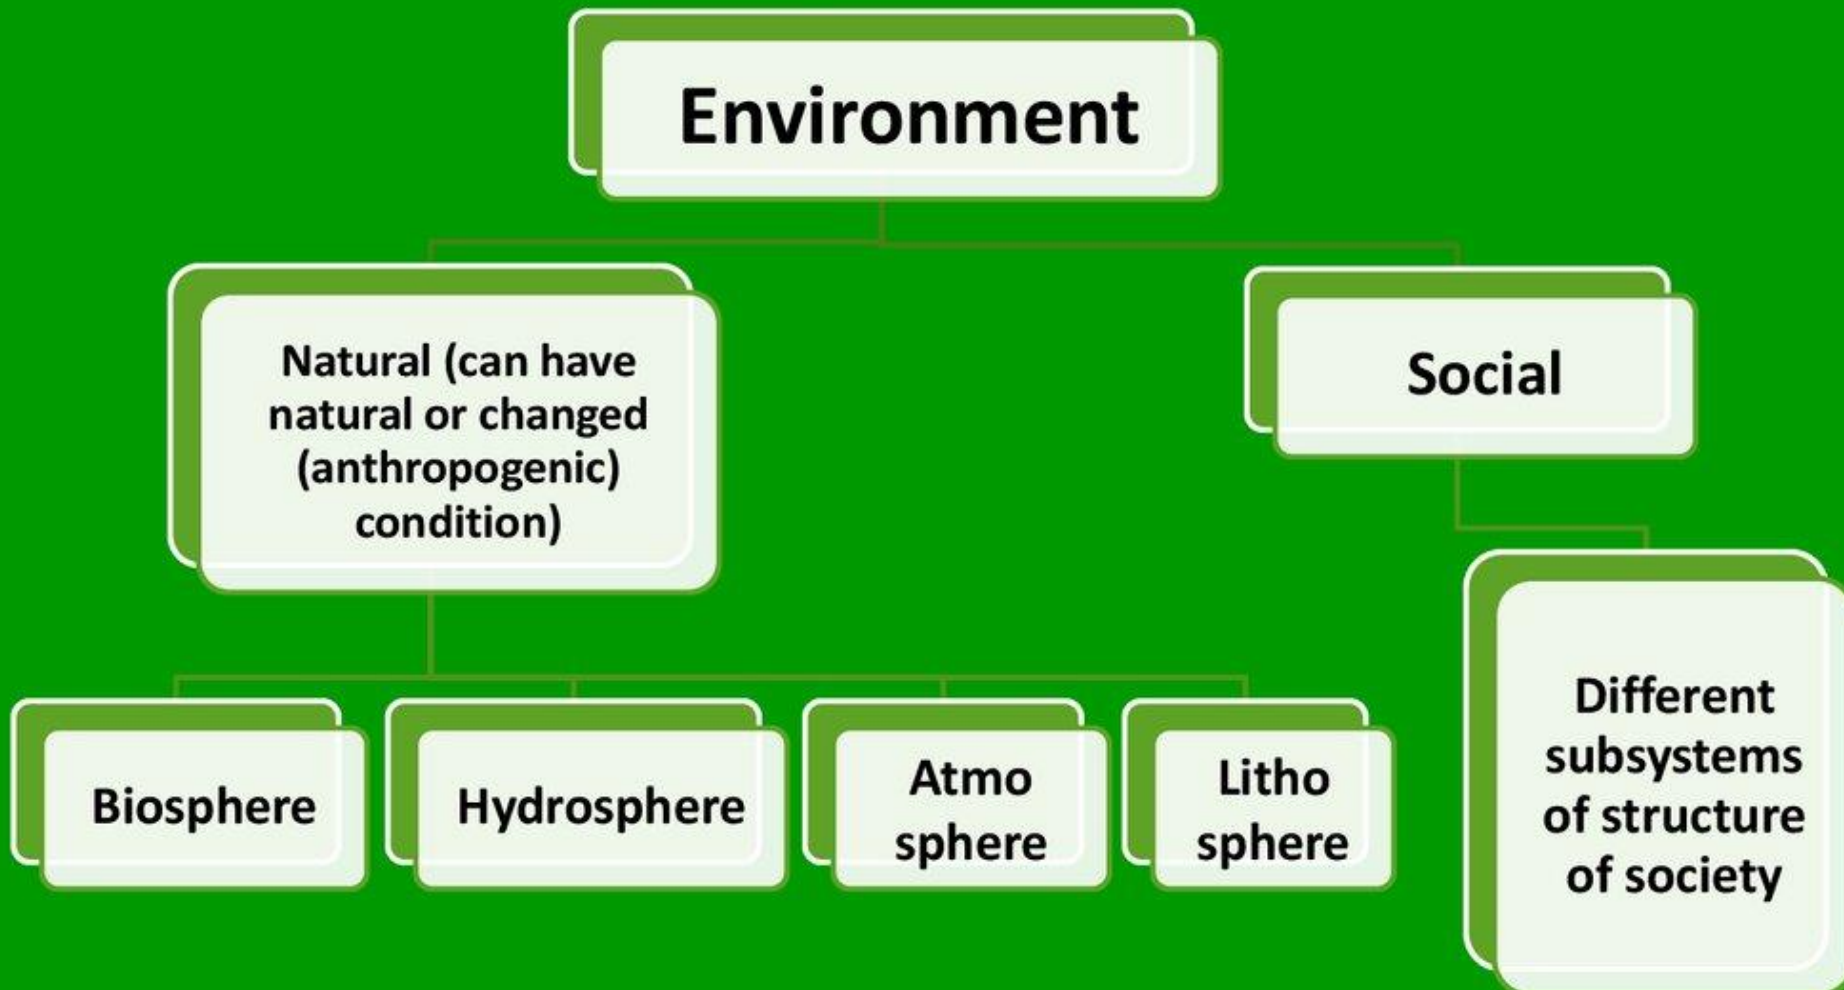 Environment
Natural (can have
natural or changed
(anthropogenic)
condition)
Social
Biosphere
Hydrosphere
Atmo
sphere
Litho
sphere
Different
subsystems
of structure
of society